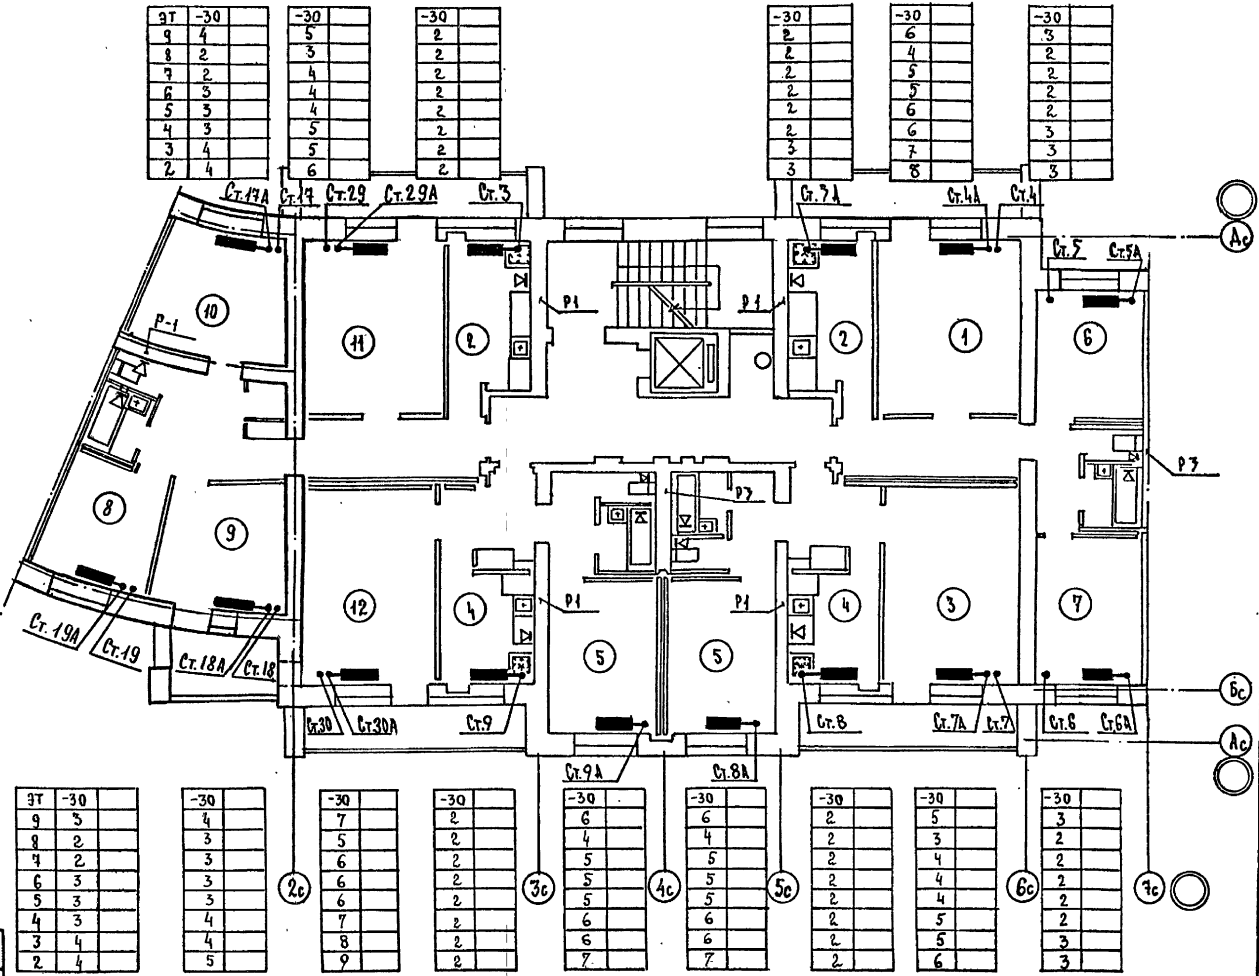 ЭТ -30 -30 -30 -30 -30 -30
9 4 5 2 2 6 3
8 2 3 2 2 4 2
7 2 4 2 2 5 2
6 3 4 2 2 5 2
5 3 4 2 2 6 2
4 3 5 2 2 6 3
3 4 5 2 3 7 3
2 4 6 2 3 8 3
Ст.17А Ст.17 Ст.29 Ст.29А Ст.3 Ст.3А Ст.4А Ст.4
Ас
Ст.5 Ст.5А
10 Р1 Р1
Р-1 11 2 2 1 6
Р3
Р3
8 9
12 4 Р1 Р1 4 3 7
5 5
Ст.19А Ст.19 Ст.18А Ст.18
Бс
Ст.30 Ст.30А Ст.9 Ст.8 Ст.7А Ст.7 Ст.6 Ст.6А
Ас
Ст.9А Ст.8А
ЭТ -30 -30 -30 -30 -30 -30 -30 -30 -30
9 3 4 7 2 6 6 2 5 3
8 2 3 5 2 4 4 2 3 2
7 2 3 6 2 5 5 2 4 2
6 3 3 6 2 5 5 2 4 2
5 3 3 6 2 5 5 2 4 2
4 3 4 7 2 6 6 2 5 2
3 4 4 8 2 6 6 2 5 3
2 4 5 9 2 7 7 2 6 3
2с 3с 4с 5с 6с 7с